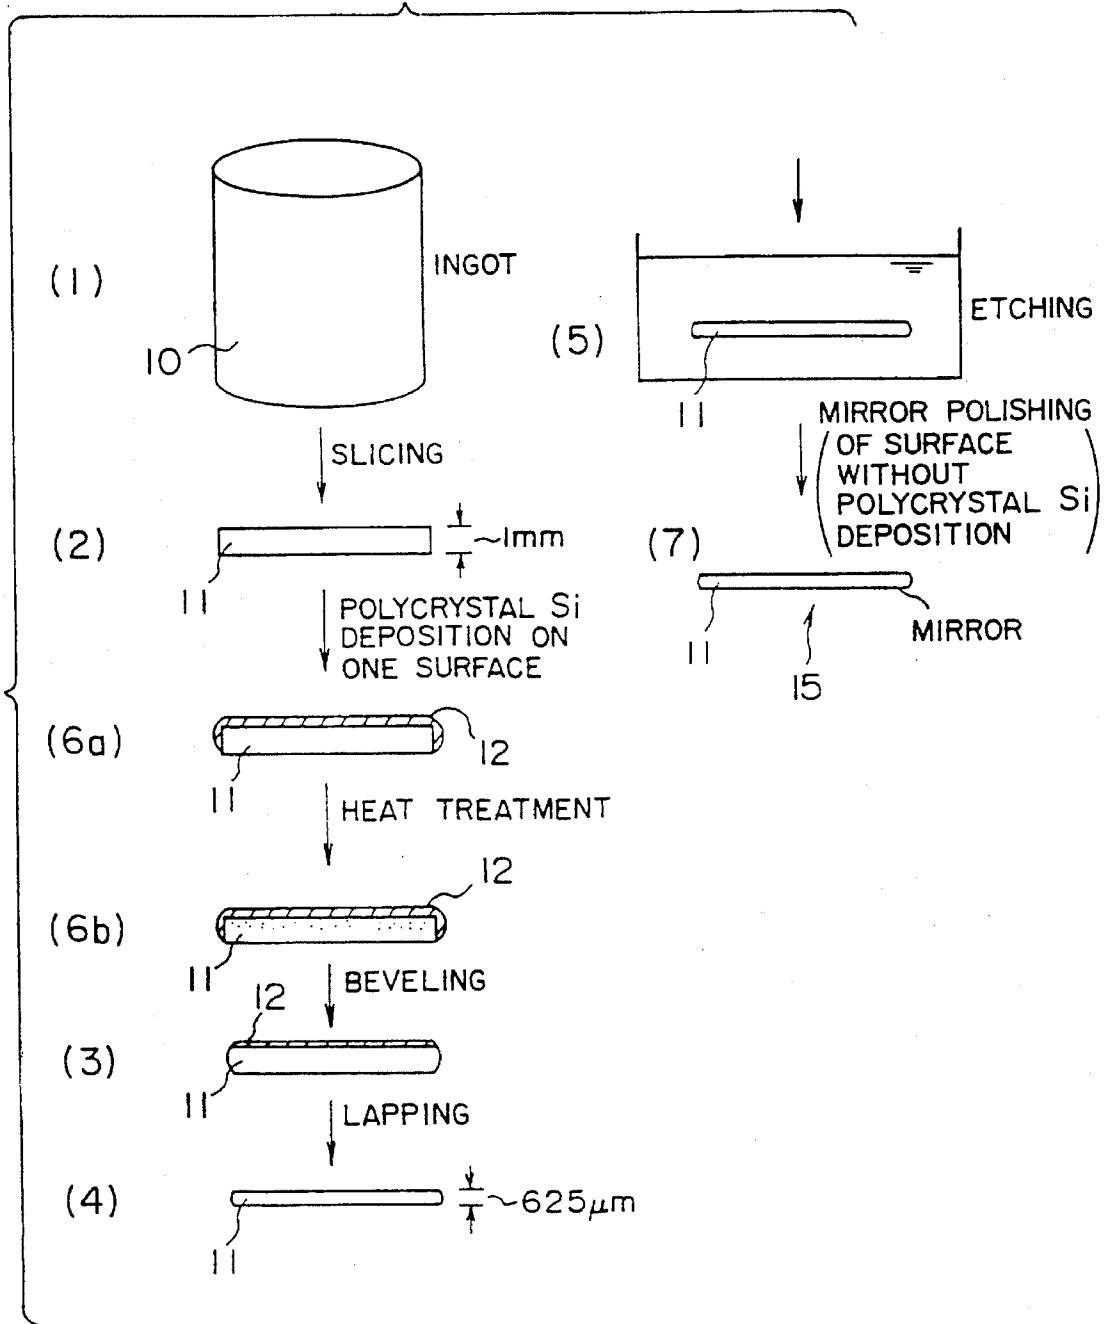 (1)
INGOT
10
SLICING
(2)
~1mm
11
POLYCRYSTAL Si
DEPOSITION ON
ONE SURFACE
(6a)
12
11
HEAT TREATMENT
12
(6b)
11
BEVELING
12
(3)
11
LAPPING
(4)
~625μm
11
ETCHING
(5)
11
MIRROR POLISHING
(OF SURFACE
WITHOUT
POLYCRYSTAL Si
DEPOSITION)
(7)
11
MIRROR
15